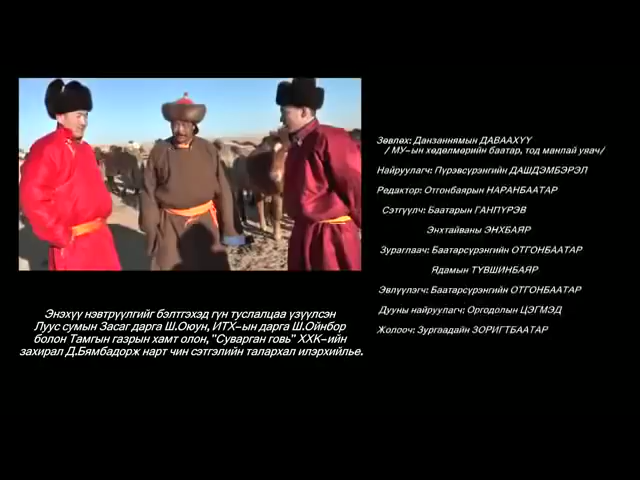 Зөвлөх: Данзаннямын ДАВААХҮҮ
/ МУ-ын хөдөлмөрийн баатар, тод манлай уяач/
Найруулагч: Пүрэвсүрэнгийн ДАШДЭМБЭРЭЛ
Редактор: Отгонбаярын НАРАНБААТАР
Сэтгүүлч: Баатарын ГАНПҮРЭВ
Энхтайваны ЭНХБАЯР
Зураглаач: Баатарсүрэнгийн ОТГОНБААТАР
Ядамын ТҮВШИНБАЯР
Эвлүүлэгч: Баатарсүрэнгийн ОТГОНБААТАР
Дууны найруулагч: Оргодолын ЦЭГМЭД
Жолооч: Зургаадайн ЗОРИГТБААТАР
Энэхүү нэвтрүүлгийг бэлтгэхэд гүн туслалцаа үзүүлсэн
Луус сумын Засаг дарга Ш.Оюун, ИТХ-ын дарга Ш.Ойнбор
болон Тамгын газрын хамт олон, "Суварган говь" ХХК-ийн
захирал Д.Бямбадорж нарт чин сэтгэлийн талархал илэрхийлье.